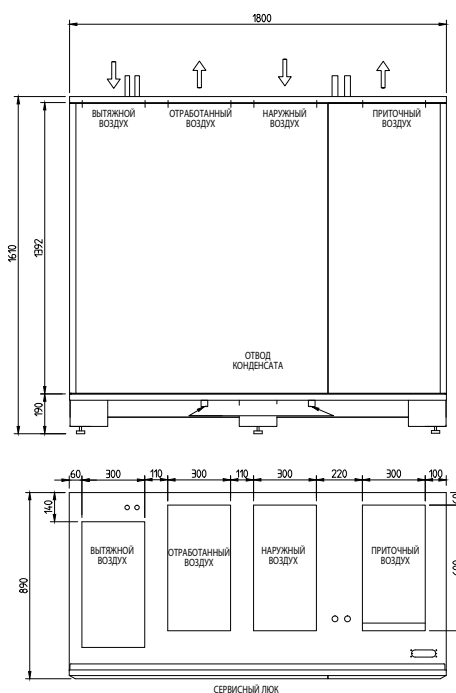 1800
ВЫТЯЖНОЙ
ВОЗДУХ
ОТРАБОТАННЫЙ
ВОЗДУХ
НАРУЖНЫЙ
ВОЗДУХ
ПРИТОЧНЫЙ
ВОЗДУХ
1610
1392
190
ОТВОД
КОНДЕНСАТА
60 300 110 300 110 300 220 300 100
140
890
ВЫТЯЖНОЙ
ВОЗДУХ
ОТРАБОТАННЫЙ
ВОЗДУХ
НАРУЖНЫЙ
ВОЗДУХ
ПРИТОЧНЫЙ
ВОЗДУХ
СЕРВИСНЫЙ ЛЮК